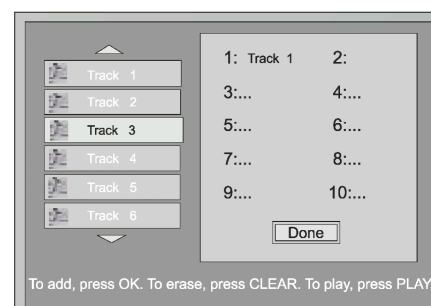 Track 1
Track 2
Track 3
Track 4
Track 5
Track 6
1: Track 1 2:
3:... 4:...
5:... 6:...
7:... 8:...
9:... 10:...
Done
To add, press OK. To erase, press CLEAR. To play, press PLAY